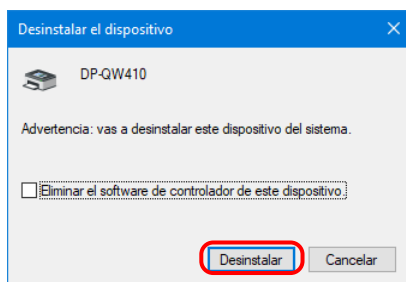 Desinstalar el dispositivo
DP-QW410
Advertencia: vas a desinstalar este dispositivo del sistema.
Eliminar el software de controlador de este dispositivo.
Desinstalar Cancelar